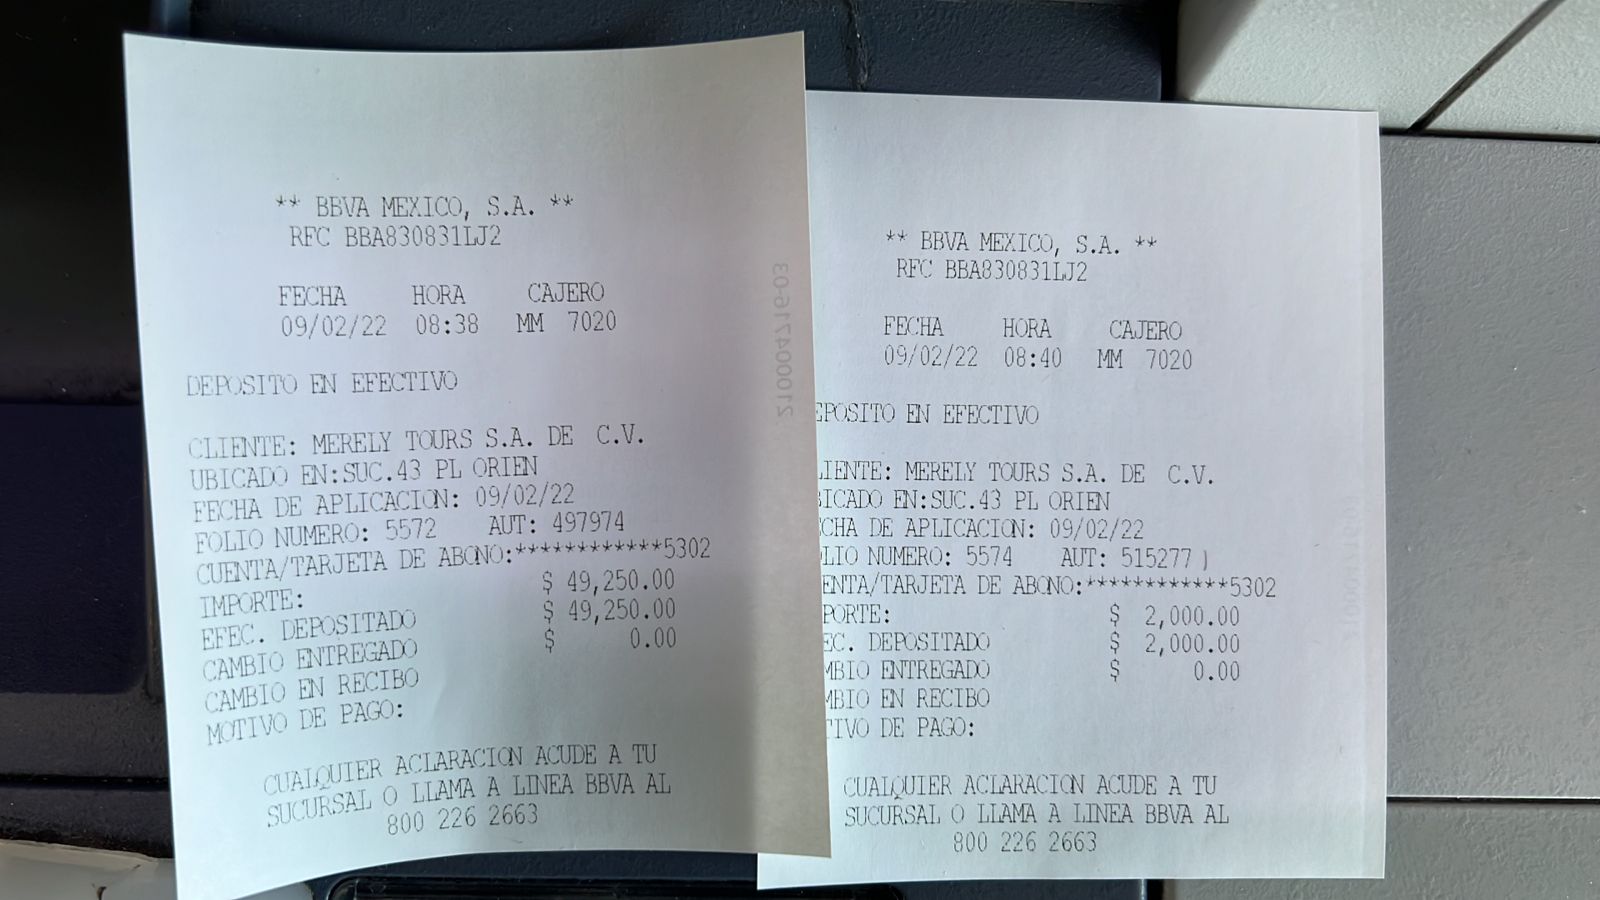 ** BBVA MEXICO, S.A. **
RFC BBA830831LJ2
FECHA HORA CAJERO
09/02/22 08:38 MM 7020
DEPOSITO EN EFECTIVO
CLIENTE: MERELY TOURS S.A. DE C.V.
UBICADO EN:SUC.43 PL ORIEN
FECHA DE APLICACION: 09/02/22
FOLIO NUMERO: 5572 AUT: 497974
CUENTA/TARJETA DE ABONO:************5302
IMPORTE: $ 49,250.00
EFEC. DEPOSITADO $ 49,250.00
CAMBIO ENTREGADO $ 0.00
CAMBIO EN RECIBO
MOTIVO DE PAGO:
CUALQUIER ACLARACION ACUDE A TU
SUCURSAL O LLAMA A LINEA BBVA AL
800 226 2663
210004716-03
** BBVA MEXICO, S.A. **
RFC BBA830831LJ2
FECHA HORA CAJERO
09/02/22 08:40 MM 7020
EPOSITO EN EFECTIVO
LIENTE: MERELY TOURS S.A. DE C.V.
BICADO EN:SUC.43 PL ORIEN
CHA DE APLICACION: 09/02/22
LIO NUMERO: 5574 AUT: 515277
ENTA/TARJETA DE ABONO:************5302
PORTE: $ 2,000.00
EC. DEPOSITADO $ 2,000.00
MBIO ENTREGADO $ 0.00
MBIO EN RECIBO
TIVO DE PAGO:
CUALQUIER ACLARACION ACUDE A TU
SUCURSAL O LLAMA A LINEA BBVA AL
800 226 2663